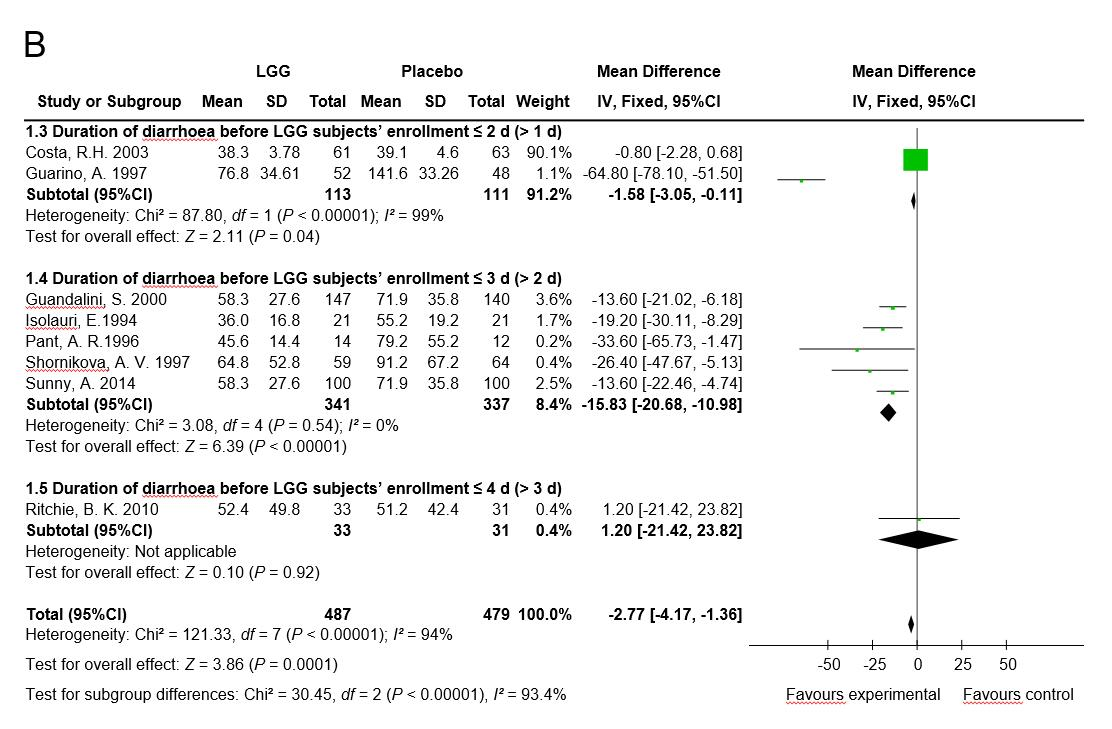 B
LGG Placebo Mean Difference Mean Difference
Study or Subgroup Mean SD Total Mean SD Total Weight IV, Fixed, 95%CI IV, Fixed, 95%CI
1.3 Duration of diarrhoea before LGG subjects’ enrollment ≤ 2 d (> 1 d)
Costa, R.H. 2003 38.3 3.78 61 39.1 4.6 63 90.1% -0.80 [-2.28, 0.68]
Guarino, A. 1997 76.8 34.61 52 141.6 33.26 48 1.1% -64.80 [-78.10, -51.50]
Subtotal (95%CI) 113 111 91.2% -1.58 [-3.05, -0.11]
Heterogeneity: Chi² = 87.80, df = 1 (P < 0.00001); I² = 99%
Test for overall effect: Z = 2.11 (P = 0.04)
1.4 Duration of diarrhoea before LGG subjects’ enrollment ≤ 3 d (> 2 d)
Guandalini, S. 2000 58.3 27.6 147 71.9 35.8 140 3.6% -13.60 [-21.02, -6.18]
Isolauri, E.1994 36.0 16.8 21 55.2 19.2 21 1.7% -19.20 [-30.11, -8.29]
Pant, A. R.1996 45.6 14.4 14 79.2 55.2 12 0.2% -33.60 [-65.73, -1.47]
Shornikova, A. V. 1997 64.8 52.8 59 91.2 67.2 64 0.4% -26.40 [-47.67, -5.13]
Sunny, A. 2014 58.3 27.6 100 71.9 35.8 100 2.5% -13.60 [-22.46, -4.74]
Subtotal (95%CI) 341 337 8.4% -15.83 [-20.68, -10.98]
Heterogeneity: Chi² = 3.08, df = 4 (P = 0.54); I² = 0%
Test for overall effect: Z = 6.39 (P < 0.00001)
1.5 Duration of diarrhoea before LGG subjects’ enrollment ≤ 4 d (> 3 d)
Ritchie, B. K. 2010 52.4 49.8 33 51.2 42.4 31 0.4% 1.20 [-21.42, 23.82]
Subtotal (95%CI) 33 31 0.4% 1.20 [-21.42, 23.82]
Heterogeneity: Not applicable
Test for overall effect: Z = 0.10 (P = 0.92)
Total (95%CI) 487 479 100.0% -2.77 [-4.17, -1.36]
Heterogeneity: Chi² = 121.33, df = 7 (P < 0.00001); I² = 94%
Test for overall effect: Z = 3.86 (P = 0.0001)
-50 -25 0 25 50
Test for subgroup differences: Chi² = 30.45, df = 2 (P < 0.00001), I² = 93.4%
Favours experimental Favours control